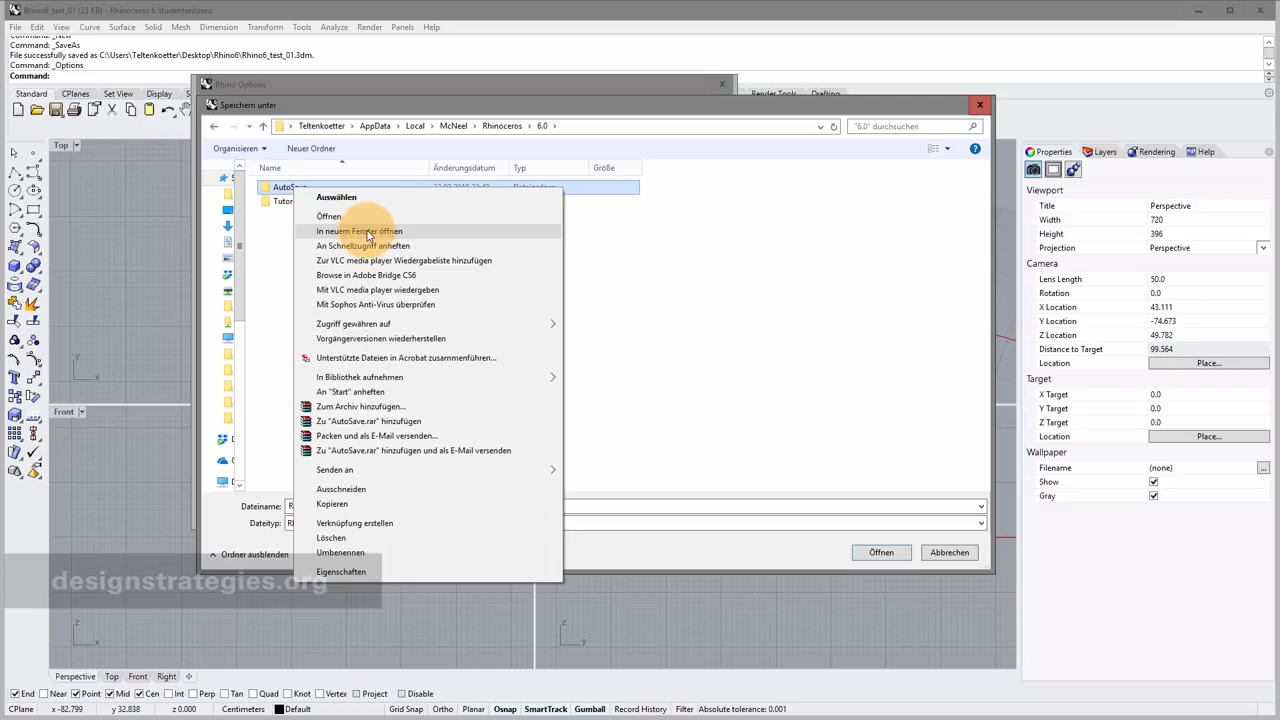 Rhino6_test_01 (23 KB) - Rhinoceros 6 Studentenlizenz
File Edit View Curve Surface Solid Mesh Dimension Transform Tools Analyze Render Panels Help
Command: _SaveAs
File successfully saved as C:\Users\Teltenkoetter\Desktop\Rhino6\Rhino6_test_01.3dm.
Command: _Options
Command:
Standard CPlanes Set View Display
Render Tools Drafting
Rhino Options
Speichern unter
Teltenkoetter AppData Local McNeel Rhinoceros 6.0
"6.0" durchsuchen
Organisieren Neuer Ordner
Name Änderungsdatum Typ Größe
AutoSave
Tutor
Auswählen
Öffnen
In neuem Fenster öffnen
An Schnellzugriff anheften
Zur VLC media player Wiedergabeliste hinzufügen
Browse in Adobe Bridge CS6
Mit VLC media player wiedergeben
Mit Sophos Anti-Virus überprüfen
Zugriff gewähren auf
Vorgängerversionen wiederherstellen
Unterstützte Dateien in Acrobat zusammenführen...
In Bibliothek aufnehmen
An "Start" anheften
Zum Archiv hinzufügen...
Zu "AutoSave.rar" hinzufügen
Packen und als E-Mail versenden...
Zu "AutoSave.rar" hinzufügen und als E-Mail versenden
Senden an
Ausschneiden
Kopieren
Verknüpfung erstellen
Löschen
Umbenennen
Eigenschaften
Dateiname:
Dateityp:
Ordner ausblenden
Öffnen Abbrechen
designstrategies.org
Top
Front
y
x
z
x
z
y
Properties Layers Rendering Help
Viewport
Title Perspective
Width 720
Height 396
Projection Perspective
Camera
Lens Length 50.0
Rotation 0.0
X Location 43.111
Y Location -74.673
Z Location 49.782
Distance to Target 99.564
Location Place...
Target
X Target 0.0
Y Target 0.0
Z Target 0.0
Location Place...
Wallpaper
Filename (none) ...
Show
Gray
Perspective Top Front Right
End Near Point Mid Cen Int Perp Tan Quad Knot Vertex Project Disable
CPlane x -82.799 y 32.838 z 0.000 Centimeters Default Grid Snap Ortho Planar Osnap SmartTrack Gumball Record History Filter Absolute tolerance: 0.001